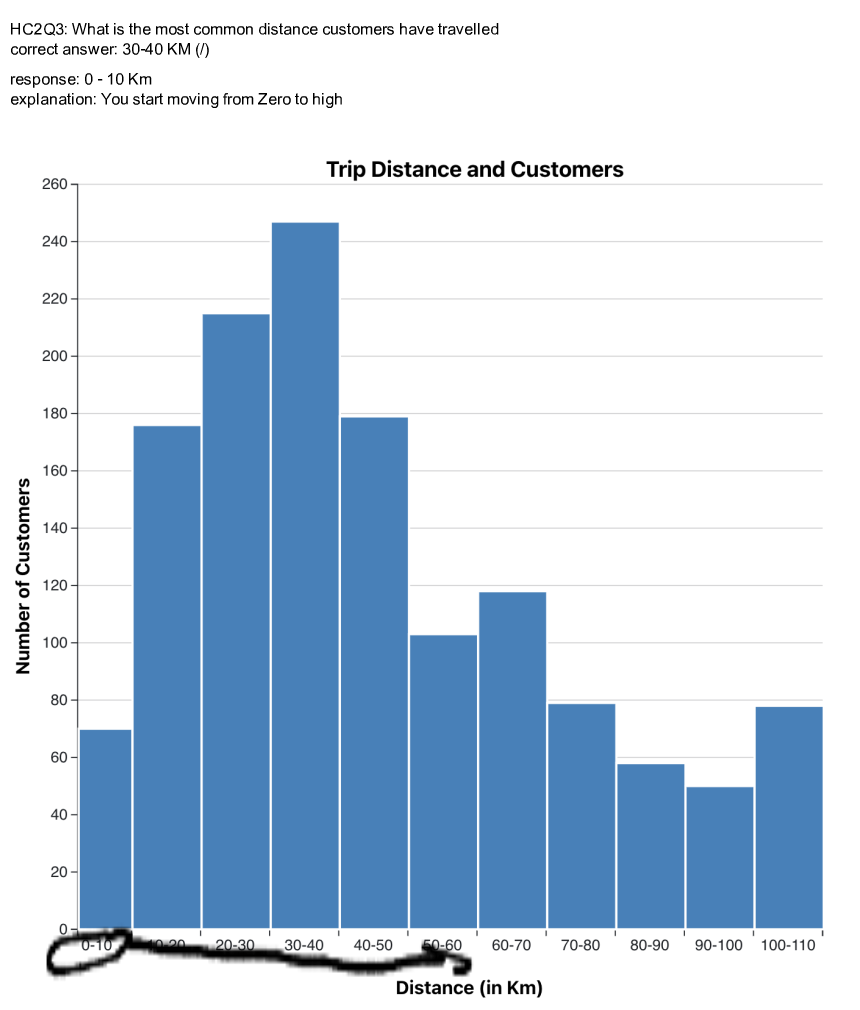 HC2Q3: What is the most common distance customers have travelled
correct answer: 30-40 KM (/)
response: 0 - 10 Km
explanation: You start moving from Zero to high
Trip Distance and Customers
260
240
220
200
180
160
140
120
100
80
60
40
20
0
Number of Customers
0-10 10-20 20-30 30-40 40-50 50-60 60-70 70-80 80-90 90-100 100-110
Distance (in Km)